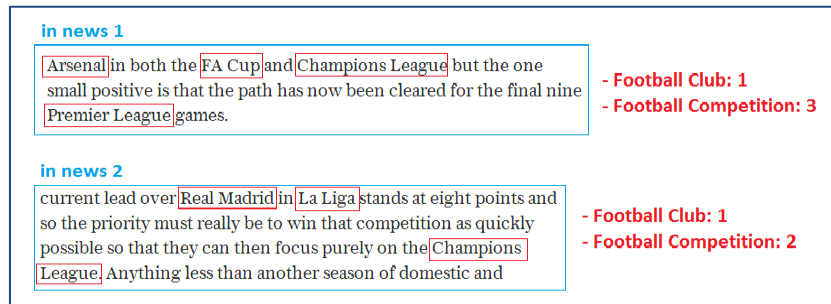 in news 1
Arsenal in both the FA Cup and Champions League but the one
small positive is that the path has now been cleared for the final nine
Premier League games.
- Football Club: 1
- Football Competition: 3
in news 2
current lead over Real Madrid in La Liga stands at eight points and
so the priority must really be to win that competition as quickly
possible so that they can then focus purely on the Champions
League. Anything less than another season of domestic and
- Football Club: 1
- Football Competition: 2